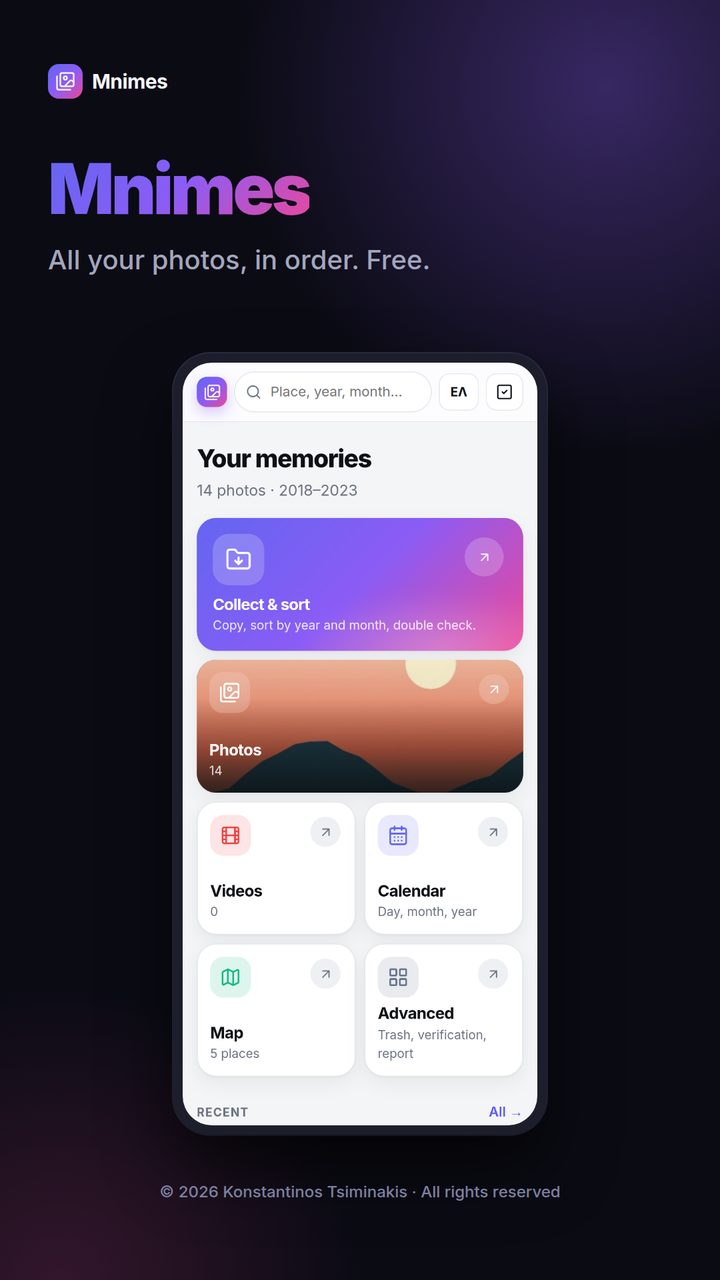 Mnimes
Mnimes
All your photos, in order. Free.
Place, year, month...
ΕΛ
Your memories
14 photos · 2018–2023
Collect & sort
Copy, sort by year and month, double check.
Photos
14
Videos
0
Calendar
Day, month, year
Map
5 places
Advanced
Trash, verification,
report
RECENT
All →
© 2026 Konstantinos Tsiminakis · All rights reserved